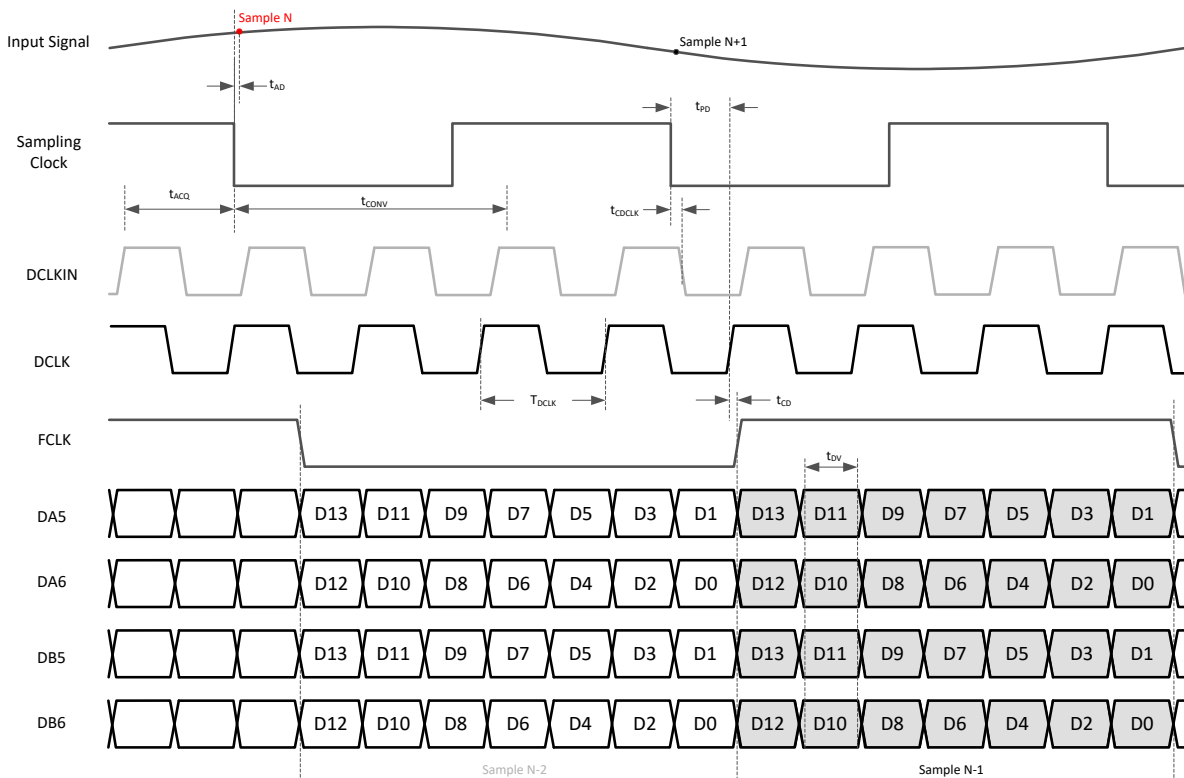 Sample N
Input Signal
Sample N+1
tAD
tPD
Sampling
Clock
tACQ
tCONV
tCDCLK
DCLKIN
DCLK
TDCLK
tCD
FCLK
tDV
DA5 D13 D11 D9 D7 D5 D3 D1 D13 D11 D9 D7 D5 D3 D1
DA6 D12 D10 D8 D6 D4 D2 D0 D12 D10 D8 D6 D4 D2 D0
DB5 D13 D11 D9 D7 D5 D3 D1 D13 D11 D9 D7 D5 D3 D1
DB6 D12 D10 D8 D6 D4 D2 D0 D12 D10 D8 D6 D4 D2 D0
Sample N-2 Sample N-1